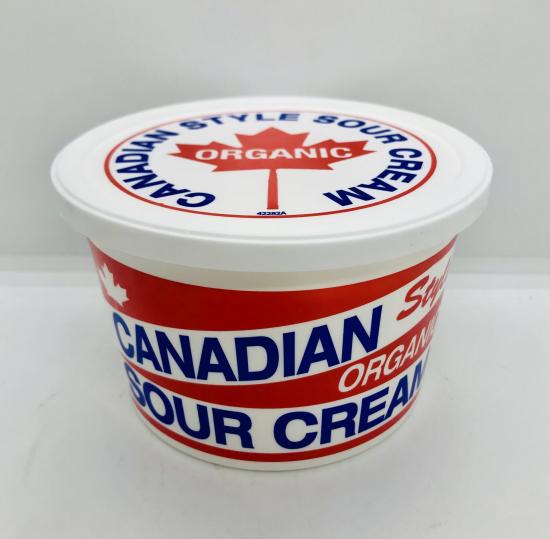 CANADIAN STYLE SOUR CREAM
ORGANIC
42282A
CANADIAN
ORGANIC
SOUR CREAM